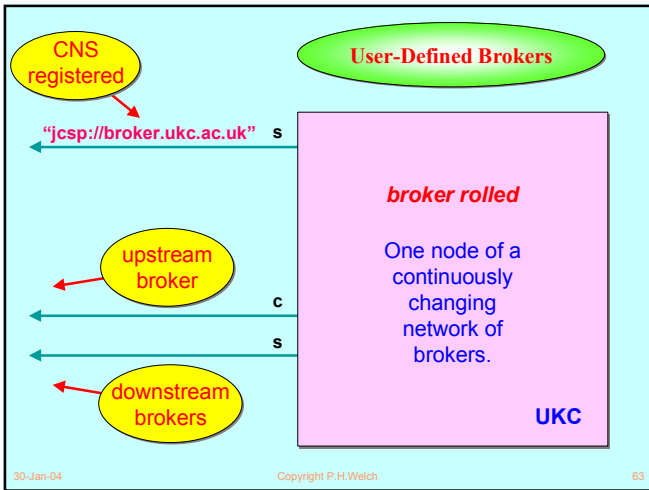 CNS
registered
User-Defined Brokers
“jcsp://broker.ukc.ac.uk” s
broker rolled
One node of a
continuously
changing
network of
brokers.
upstream
broker
c
s
downstream
brokers
UKC
30-Jan-04 Copyright P.H.Welch 63